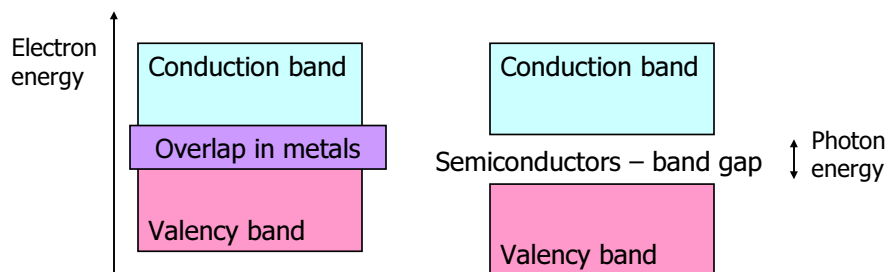 Electron
energy
Conduction band
Overlap in metals
Valency band
Conduction band
Semiconductors – band gap
Valency band
Photon
energy